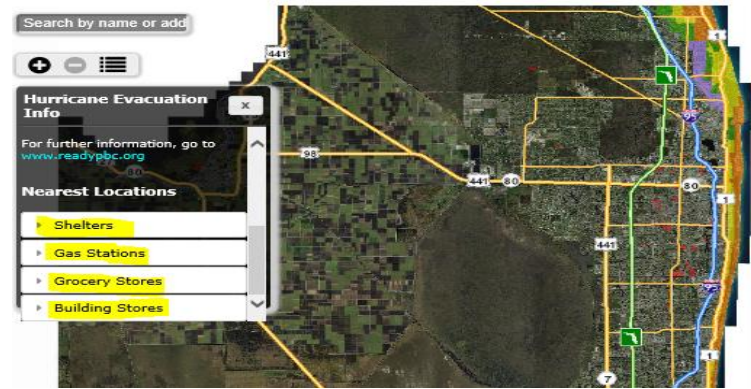 Search by name or add
Hurricane Evacuation
Info
x
For further information, go to
www.readypbc.org
Nearest Locations
Shelters
Gas Stations
Grocery Stores
Building Stores
441
1
95
98
80
441
80
80
1
441
95
1
7